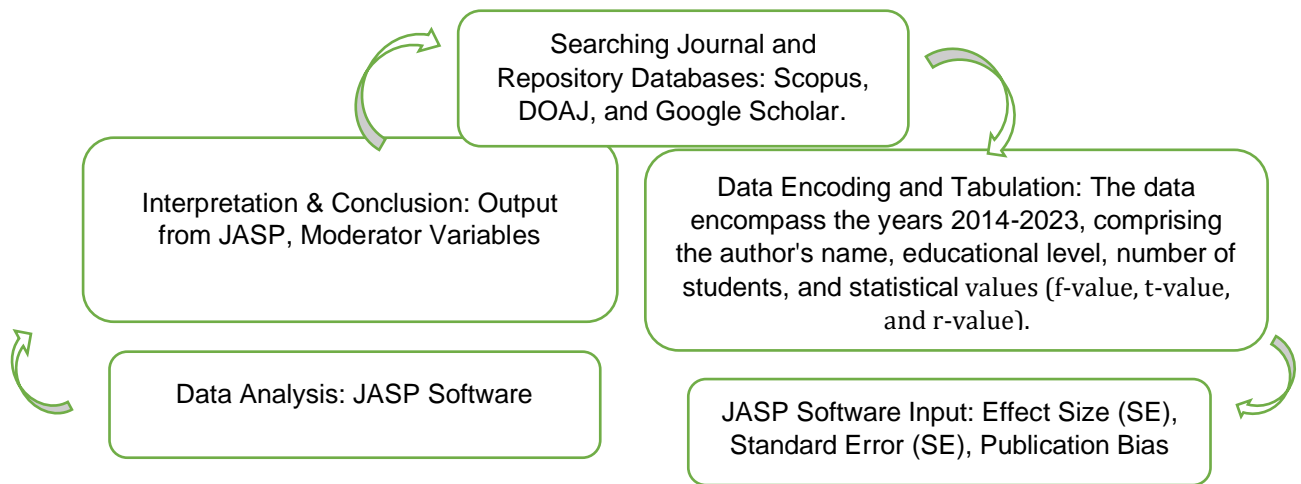 Searching Journal and
Repository Databases: Scopus,
DOAJ, and Google Scholar.
Data Encoding and Tabulation: The data
encompass the years 2014-2023, comprising
the author's name, educational level, number of
students, and statistical values (f-value, t-value,
and r-value).
JASP Software Input: Effect Size (SE),
Standard Error (SE), Publication Bias
Data Analysis: JASP Software
Interpretation & Conclusion: Output
from JASP, Moderator Variables